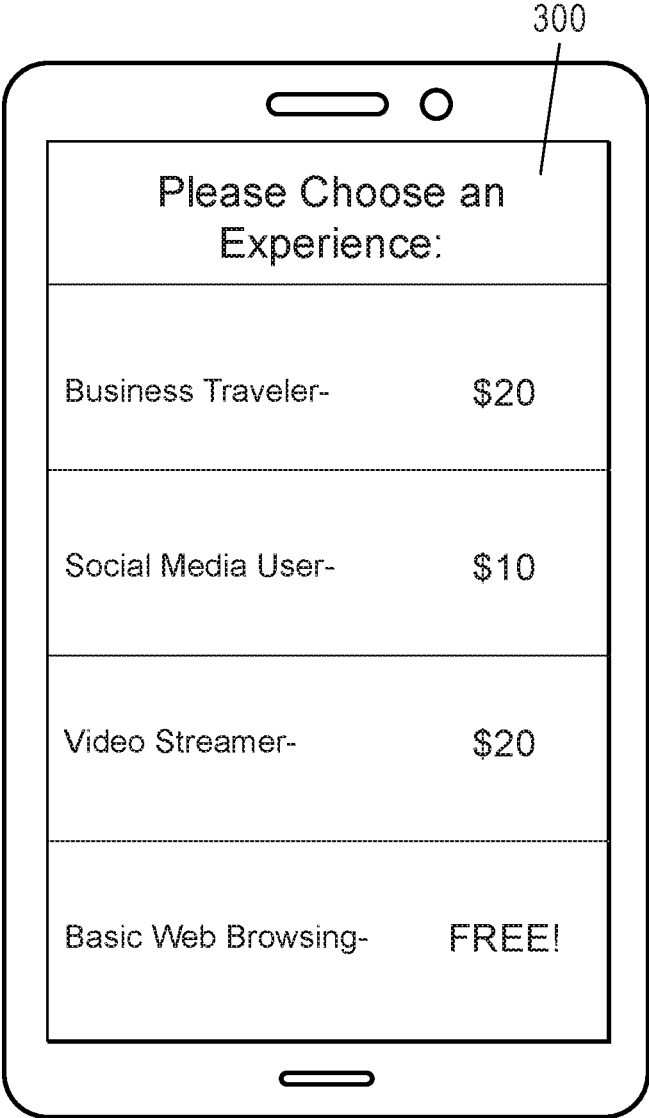 300
Please Choose an
Experience:
Business Traveler- $20
Social Media User- $10
Video Streamer- $20
Basic Web Browsing- FREE!